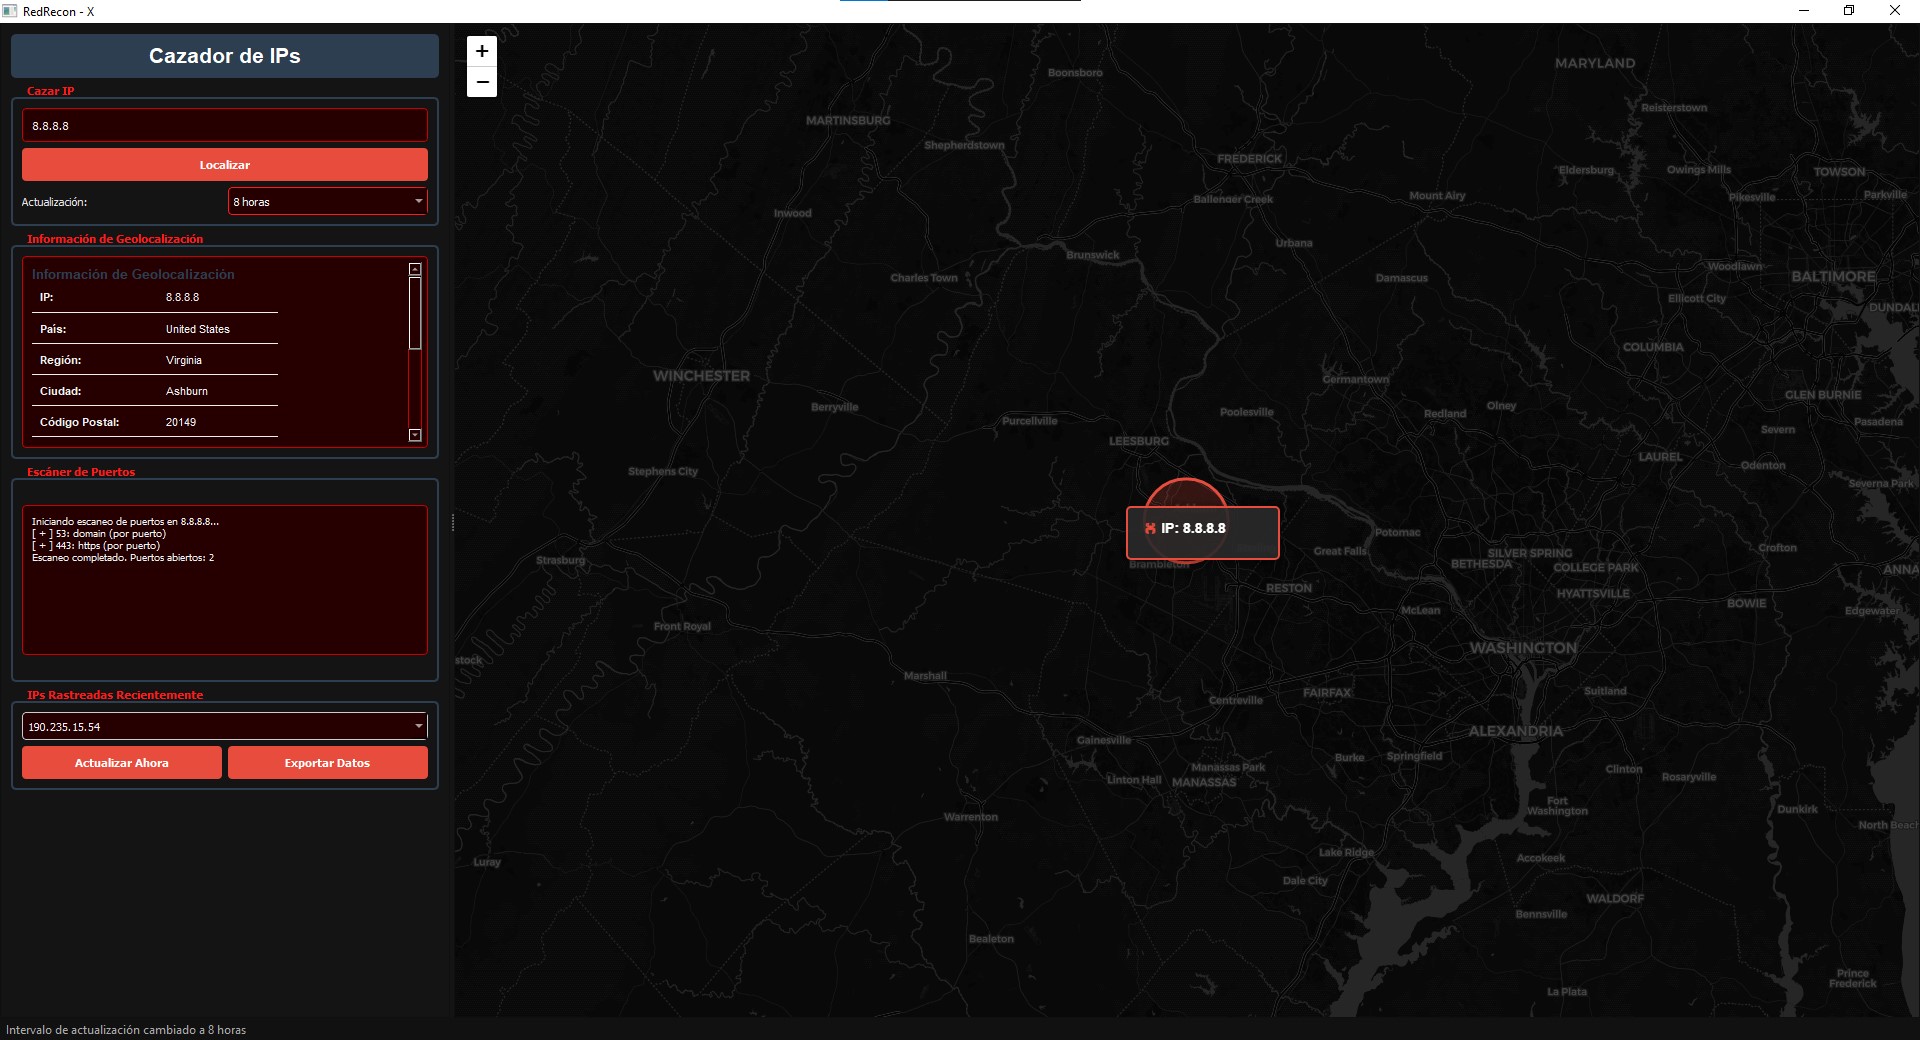 RedRecon - X
Cazador de IPs
Cazar IP
8.8.8.8
Localizar
Actualización: 8 horas
Información de Geolocalización
Información de Geolocalización
IP: 8.8.8.8
País: United States
Región: Virginia
Ciudad: Ashburn
Código Postal: 20149
Escáner de Puertos
Iniciando escaneo de puertos en 8.8.8.8...
[ + ] 53: domain (por puerto)
[ + ] 443: https (por puerto)
Escaneo completado. Puertos abiertos: 2
IPs Rastreadas Recientemente
190.235.15.54
Actualizar Ahora
Exportar Datos
Intervalo de actualización cambiado a 8 horas
+
−
MARYLAND
Boonsboro
Reisterstown
MARTINSBURG
Shepherdstown
FREDERICK
Eldersburg
Owings Mills
TOWSON
Ballenger Creek
Mount Airy
Pikesville
Parkville
Inwood
Urbana
Brunswick
Woodlawn
Charles Town
Damascus
BALTIMORE
Ellicott City
DUNDAL
COLUMBIA
WINCHESTER
Germantown
GLEN BURNIE
Berryville
Poolesville
Redland
Olney
Purcellville
Severn
Pasadena
LEESBURG
LAUREL
Odenton
Stephens City
Severna Park
IP: 8.8.8.8
Potomac
Strasburg
Brambleton
Great Falls
SILVER SPRING
BETHESDA
COLLEGE PARK
Crofton
ANNA
RESTON
HYATTSVILLE
McLean
BOWIE
Edgewater
Front Royal
WASHINGTON
stock
Marshall
FAIRFAX
Suitland
Centreville
ALEXANDRIA
Gainesville
Burke
Springfield
Manassas Park
Linton Hall
MANASSAS
Clinton
Rosaryville
Fort
Washington
Dunkirk
Warrenton
North Beach
Lake Ridge
Accokeek
Luray
Dale City
WALDORF
Bennsville
Bealeton
Prince
Frederick
La Plata